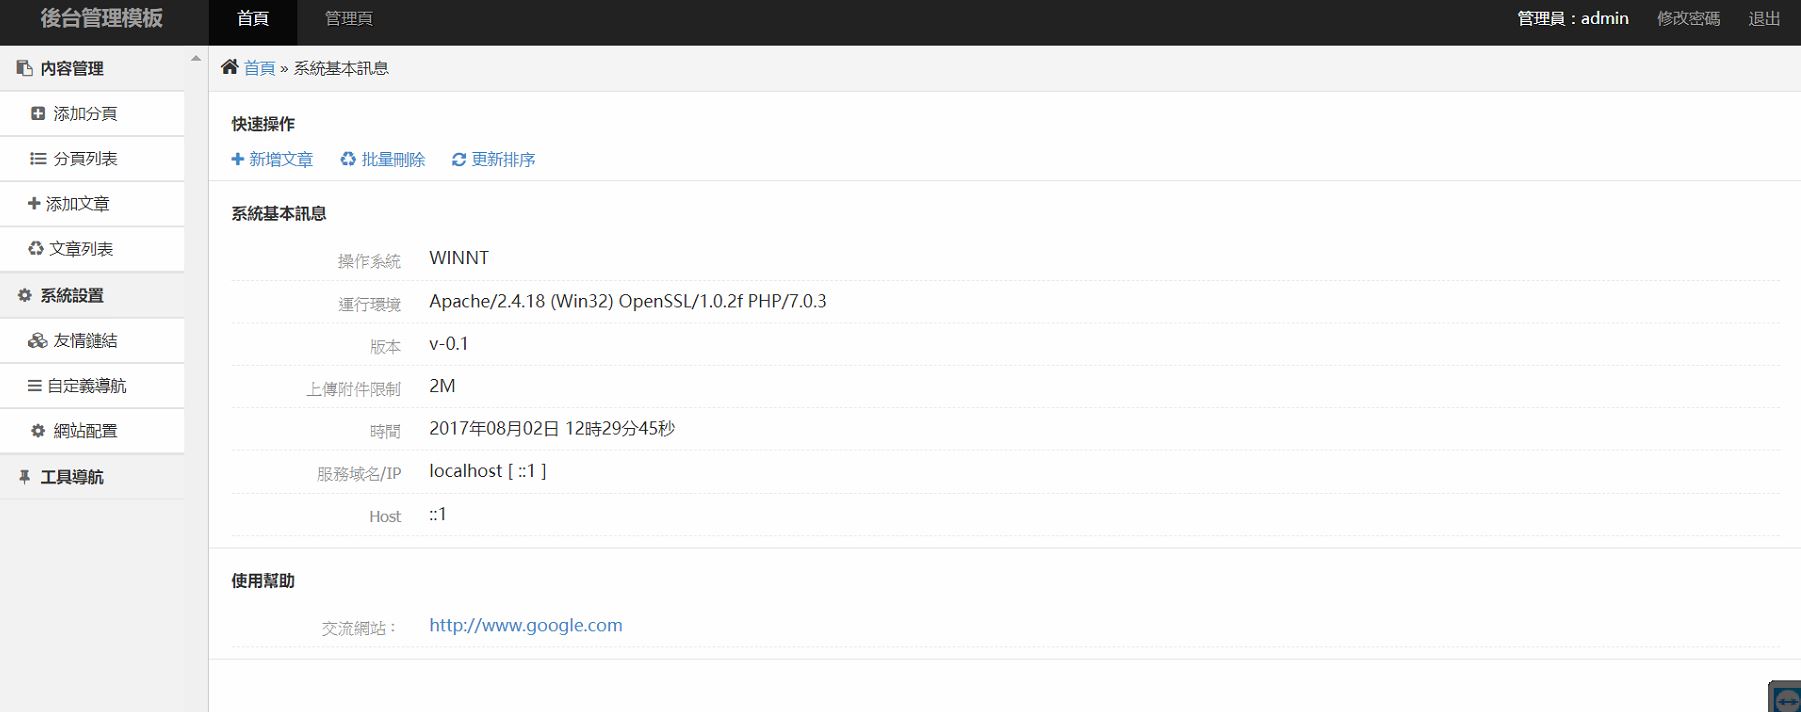 後台管理模板 首頁 管理頁 管理員：admin 修改密碼 退出
內容管理
添加分頁
分頁列表
添加文章
文章列表
系統設置
友情鏈結
自定義導航
網站配置
工具導航
首頁 » 系統基本訊息
快速操作
新增文章 批量刪除 更新排序
系統基本訊息
操作系統 WINNT
運行環境 Apache/2.4.18 (Win32) OpenSSL/1.0.2f PHP/7.0.3
版本 v-0.1
上傳附件限制 2M
時間 2017年08月02日 12時29分45秒
服務域名/IP localhost [ ::1 ]
Host ::1
使用幫助
交流網站： http://www.google.com